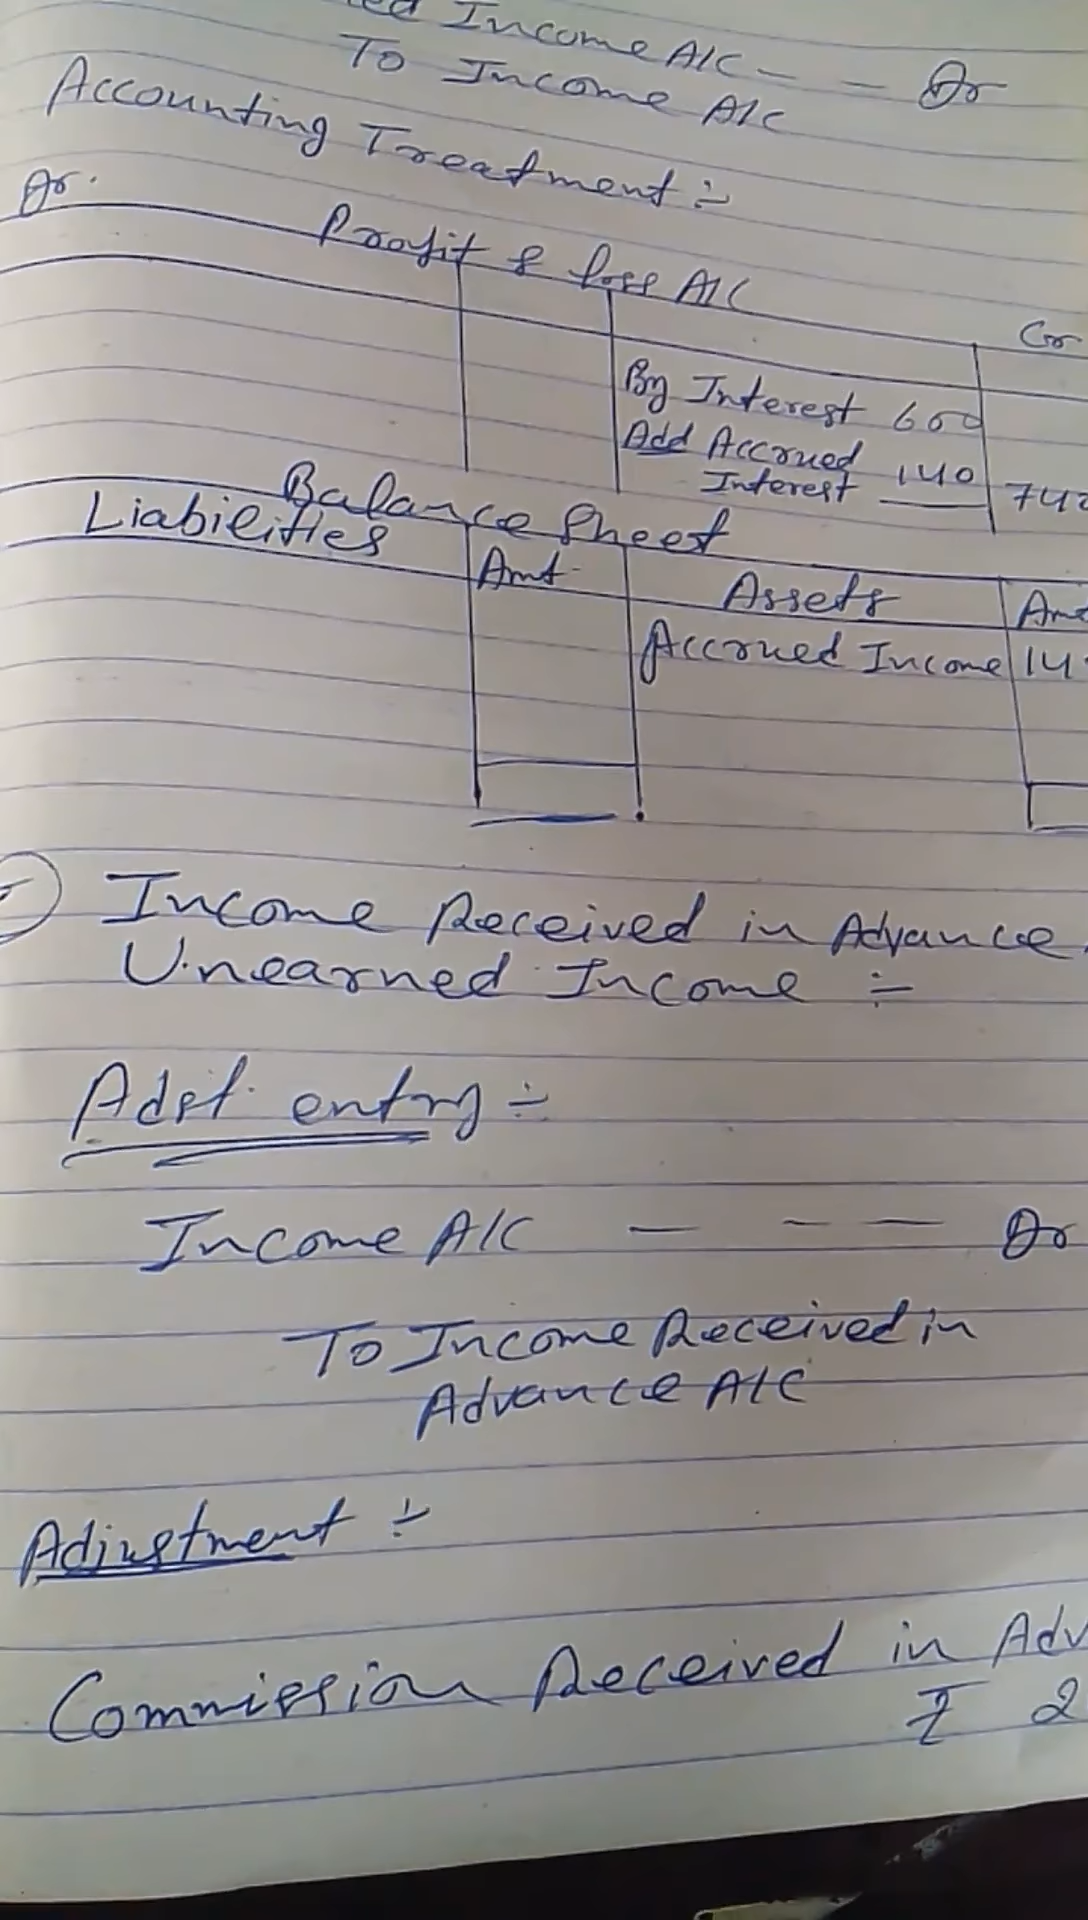 Income A/C - - Dr
To Income A/C
Accounting Treatment :-
Dr.
Profit & loss A/C
Cr
By Interest 600
Add Accrued
Interest 140
Balance Sheet
Liabilities Amt. Assets
Accrued Income
Income Received in Advance
Unearned Income :-
Adst. entry :-
Income A/C - - - Dr
To Income Received in
Advance A/C
Adjustment :-
Commission Received in
₹ 2